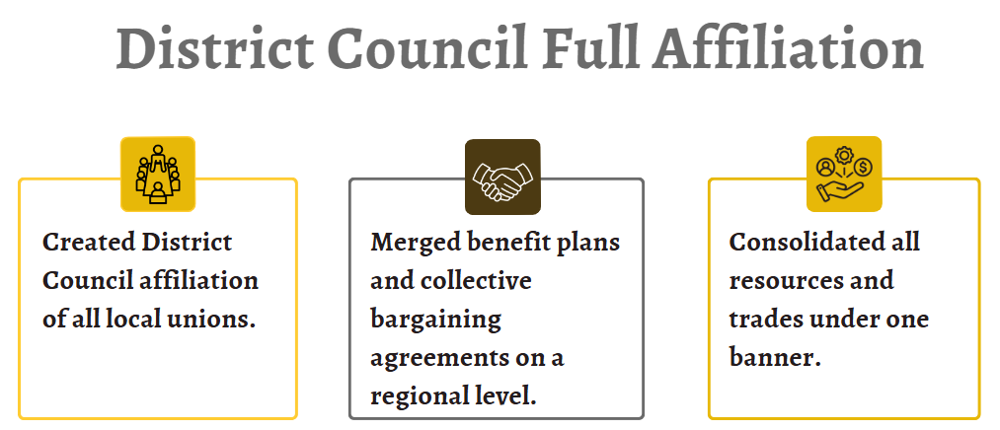 District Council Full Affiliation
Created District
Council affiliation
of all local unions.
Merged benefit plans
and collective
bargaining
agreements on a
regional level.
$
Consolidated all
resources and
trades under one
banner.